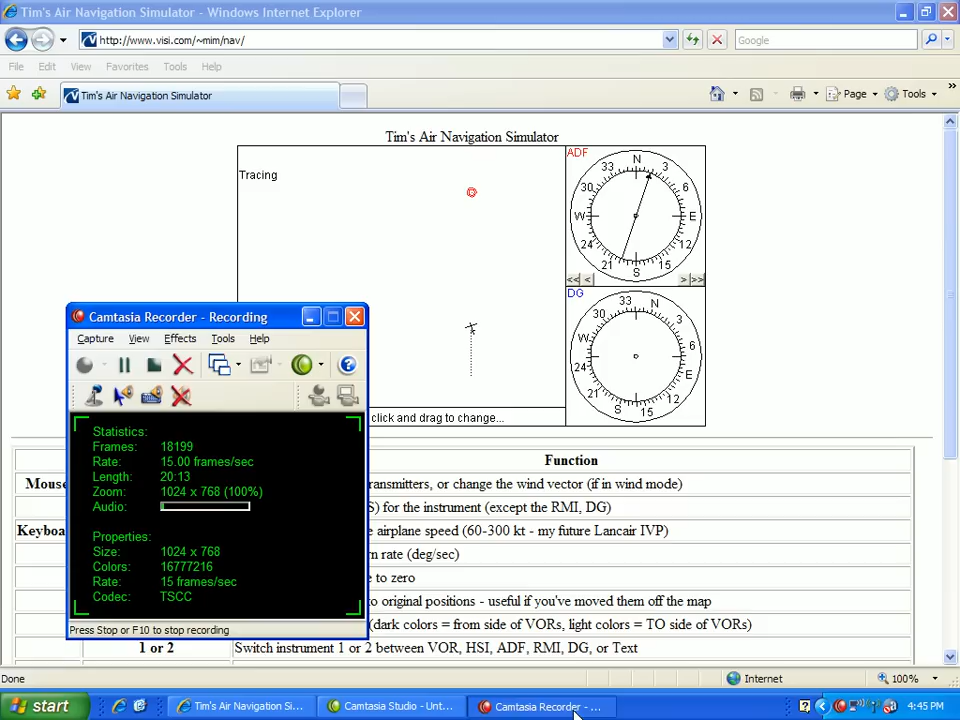 Tim's Air Navigation Simulator - Windows Internet Explorer
http://www.visi.com/~mim/nav/
Google
File Edit View Favorites Tools Help
Tim's Air Navigation Simulator
Page Tools
Tim's Air Navigation Simulator
Tracing
ADF
N 3 6 E 12 15 S 21 24 W 30 33
<< < > >>
DG
N 3 6 E 12 15 S 21 24 W 30 33
click and drag to change...
Camtasia Recorder - Recording
Capture View Effects Tools Help
Statistics:
Frames: 18199
Rate: 15.00 frames/sec
Length: 20:13
Zoom: 1024 x 768 (100%)
Audio:
Properties:
Size: 1024 x 768
Colors: 16777216
Rate: 15 frames/sec
Codec: TSCC
Press Stop or F10 to stop recording
Function
Mouse transmitters, or change the wind vector (if in wind mode)
S) for the instrument (except the RMI, DG)
Keyboa e airplane speed (60-300 kt - my future Lancair IVP)
n rate (deg/sec)
e to zero
to original positions - useful if you've moved them off the map
(dark colors = from side of VORs, light colors = TO side of VORs)
1 or 2 Switch instrument 1 or 2 between VOR, HSI, ADF, RMI, DG, or Text
Done Internet 100%
start Tim's Air Navigation Si... Camtasia Studio - Unt... Camtasia Recorder - ... 4:45 PM